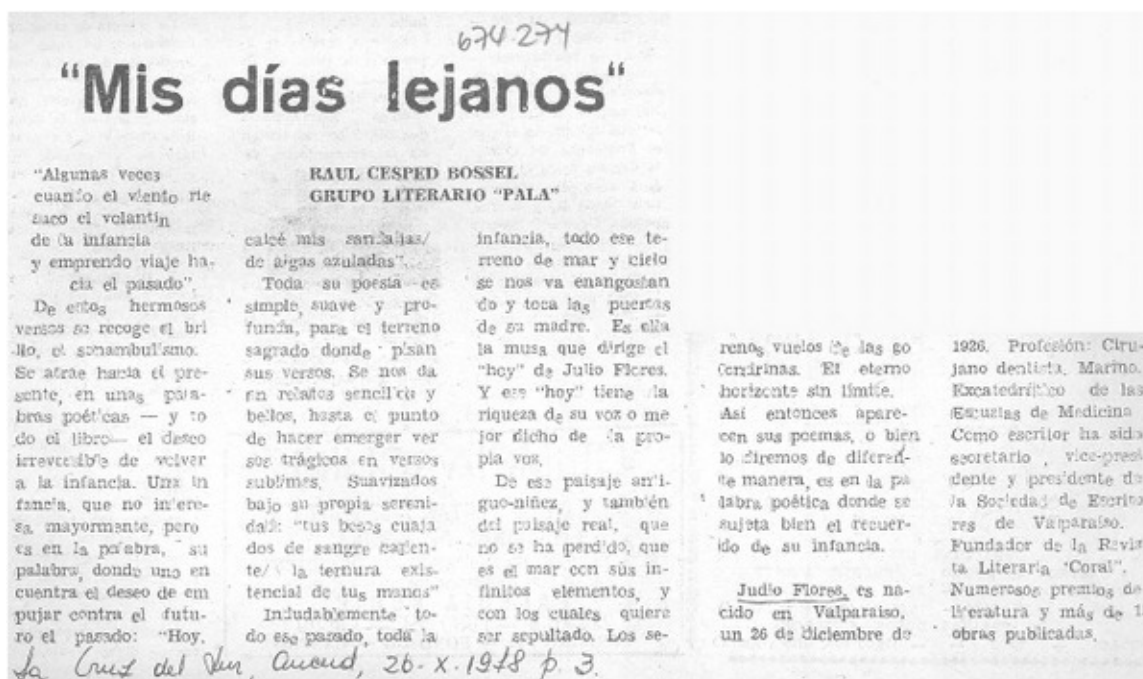 674.274
“Mis días lejanos“
RAUL CESPED BOSSEL
GRUPO LITERARIO “PALA”
“Algunas veces
cuando el viento ríe
saco el volantín
de la infancia
y emprendo viaje ha-
cia el pasado”.
De estos hermosos
versos se recoge el bri
llo, el sonambulismo.
Se atrae hacia el pre-
sente, en unas pala-
bras poéticas — y to
do el libro— el deseo
irreversible de volver
a la infancia. Una in
fancia, que no intere-
sa mayormente, pero
es en la palabra, su
palabra, donde uno en
cuentra el deseo de em
pujar contra el futu-
ro el pasado: “Hoy,
calcé mis sandalias/
de algas azuladas”.
Toda su poesía es
simple, suave y pro-
funda, para el terreno
sagrado donde pisan
sus versos. Se nos da
en relatos sencillos y
bellos, hasta el punto
de hacer emerger ver
sos trágicos en versos
sublimes. Suavizados
bajo su propia sereni-
dad: “tus besos cuaja
dos de sangre calien-
te/ la ternura exis-
tencial de tus manos”
Indudablemente to-
do ese pasado, toda la
infancia, todo ese te-
rreno de mar y cielo
se nos va enangostan
do y toca las puertas
de su madre. Es ella
la musa que dirige el
“hoy” de Julio Flores.
Y ese “hoy” tiene la
riqueza de su voz o me
jor dicho de la pro-
pia voz.
De ese paisaje anti-
guo-niñez, y también
del paisaje real, que
no se ha perdido, que
es el mar con sus in-
finitos elementos, y
con los cuales quiere
ser sepultado. Los se-
renos vuelos de las go
londrinas. El eterno
horizonte sin límite.
Así entonces apare-
cen sus poemas, o bien
lo diremos de diferen-
te manera, es en la pa
labra poética donde se
sujeta bien el recuer-
do de su infancia.
Judio Flores, es na-
cido en Valparaíso,
un 26 de diciembre de
1926. Profesión: Ciru-
jano dentista. Marino.
Excatedrático de las
Escuelas de Medicina
Como escritor ha sido
secretario, vice-presi
dente y presidente de
la Sociedad de Escrito
res de Valparaíso.
Fundador de la Revis
ta Literaria “Coral”.
Numerosos premios de
literatura y más de 1
obras publicadas.
La Cruz del Sur, Ancud, 26-X-1978 p. 3.